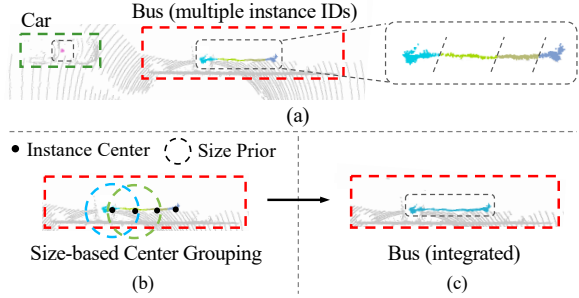 Car
Bus (multiple instance IDs)
(a)
Instance Center
Size Prior
Size-based Center Grouping
Bus (integrated)
(b)
(c)